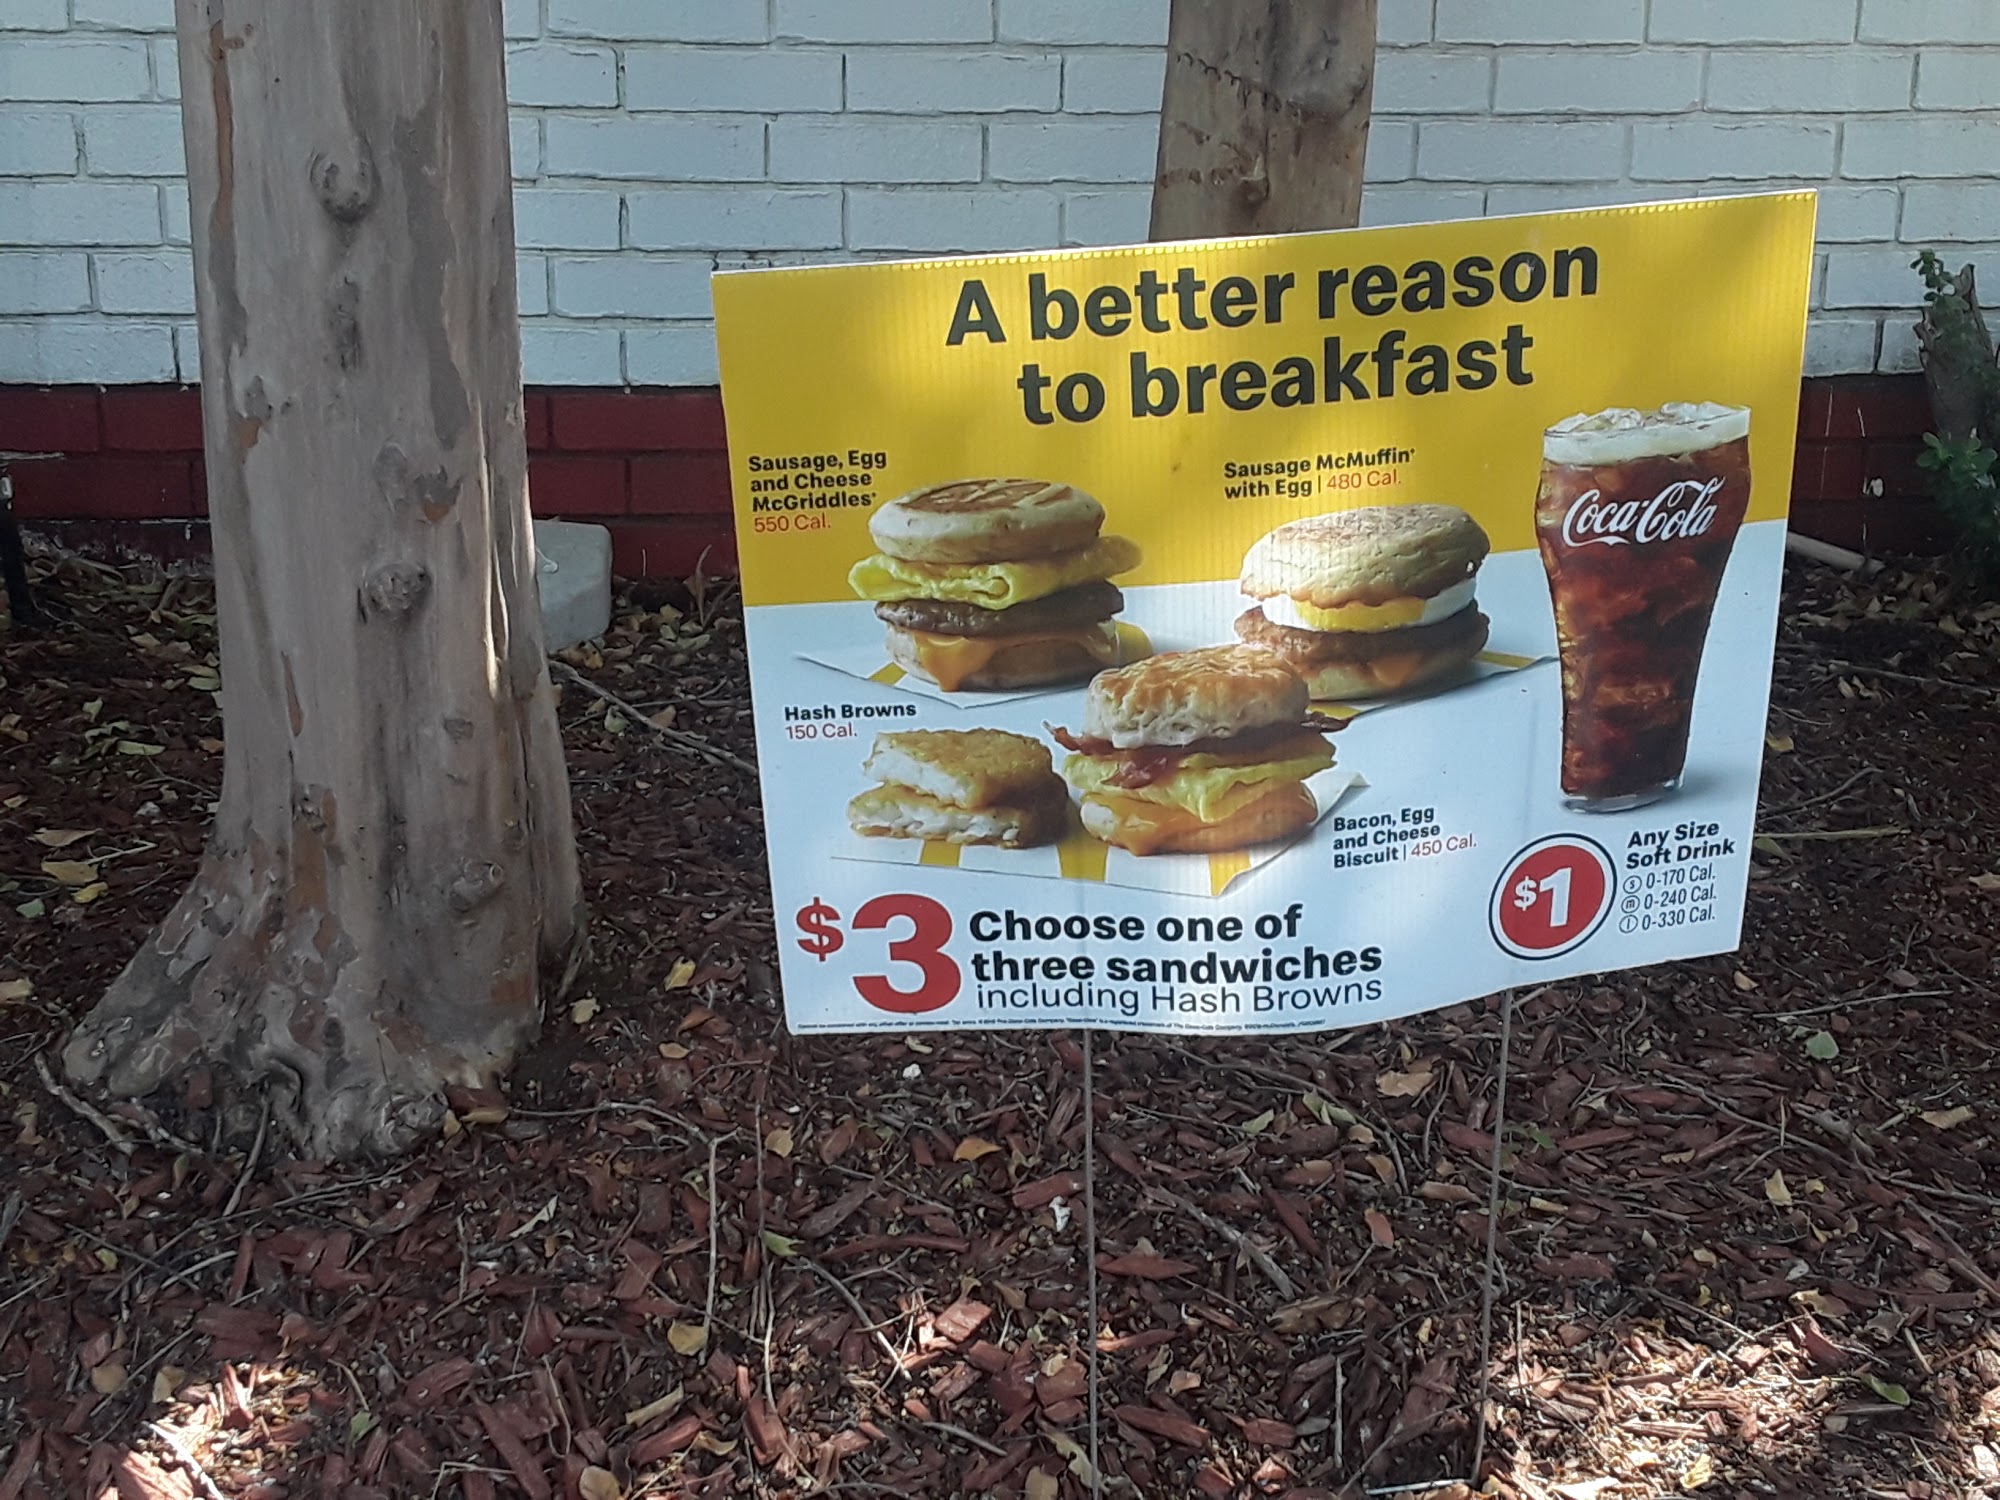 A better reason
to breakfast
Sausage, Egg
and Cheese
McGriddles®
550 Cal.
Sausage McMuffin®
with Egg | 480 Cal.
Coca-Cola
Hash Browns
150 Cal.
Bacon, Egg
and Cheese
Biscuit | 450 Cal.
$3
Choose one of
three sandwiches
including Hash Browns
$1
Any Size
Soft Drink
s 0-170 Cal.
m 0-240 Cal.
l 0-330 Cal.